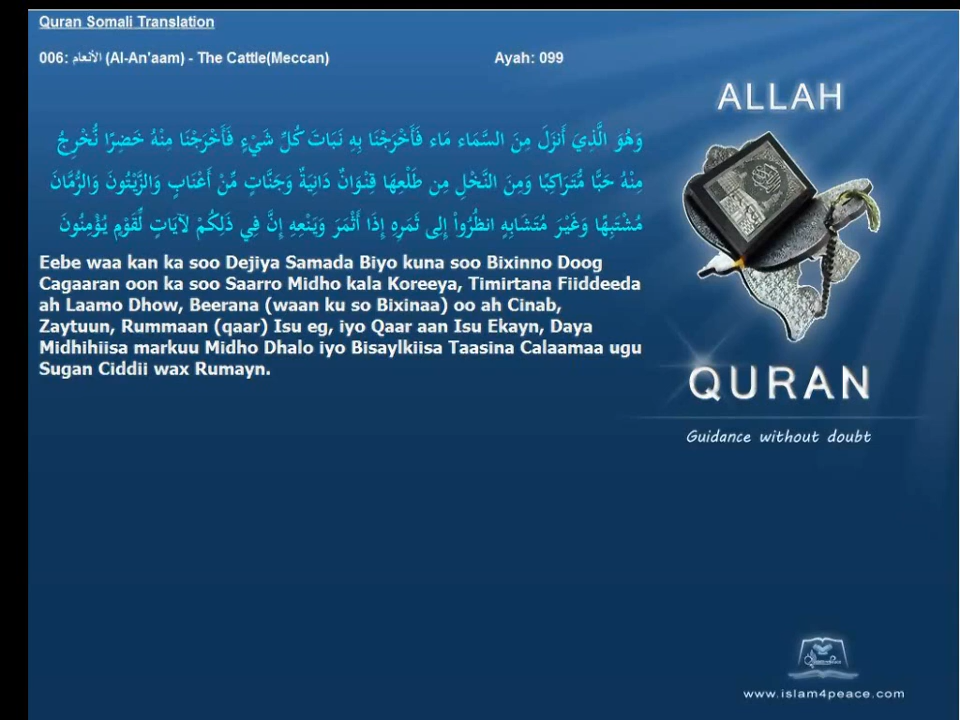 Quran Somali Translation
006: الأنعام (Al-An'aam) - The Cattle(Meccan) Ayah: 099
وَهُوَ الَّذِيَ أَنزَلَ مِنَ السَّمَاء مَاء فَأَخْرَجْنَا بِهِ نَبَاتَ كُلِّ شَيْءٍ فَأَخْرَجْنَا مِنْهُ خَضِرًا نُّخْرِجُ
مِنْهُ حَبًّا مُّتَرَاكِبًا وَمِنَ النَّخْلِ مِن طَلْعِهَا قِنْوَانٌ دَانِيَةٌ وَجَنَّاتٍ مِّنْ أَعْنَابٍ وَالزَّيْتُونَ وَالرُّمَّانَ
مُشْتَبِهًا وَغَيْرَ مُتَشَابِهٍ انظُرُواْ إِلِى ثَمَرِهِ إِذَا أَثْمَرَ وَيَنْعِهِ إِنَّ فِي ذَلِكُمْ لآيَاتٍ لِّقَوْمٍ يُؤْمِنُونَ
Eebe waa kan ka soo Dejiya Samada Biyo kuna soo Bixinno Doog
Cagaaran oon ka soo Saarro Midho kala Koreeya, Timirtana Fiiddeeda
ah Laamo Dhow, Beerana (waan ku so Bixinaa) oo ah Cinab,
Zaytuun, Rummaan (qaar) Isu eg, iyo Qaar aan Isu Ekayn, Daya
Midhihiisa markuu Midho Dhalo iyo Bisaylkiisa Taasina Calaamaa ugu
Sugan Ciddii wax Rumayn.
ALLAH
QURAN
Guidance without doubt
www.islam4peace.com